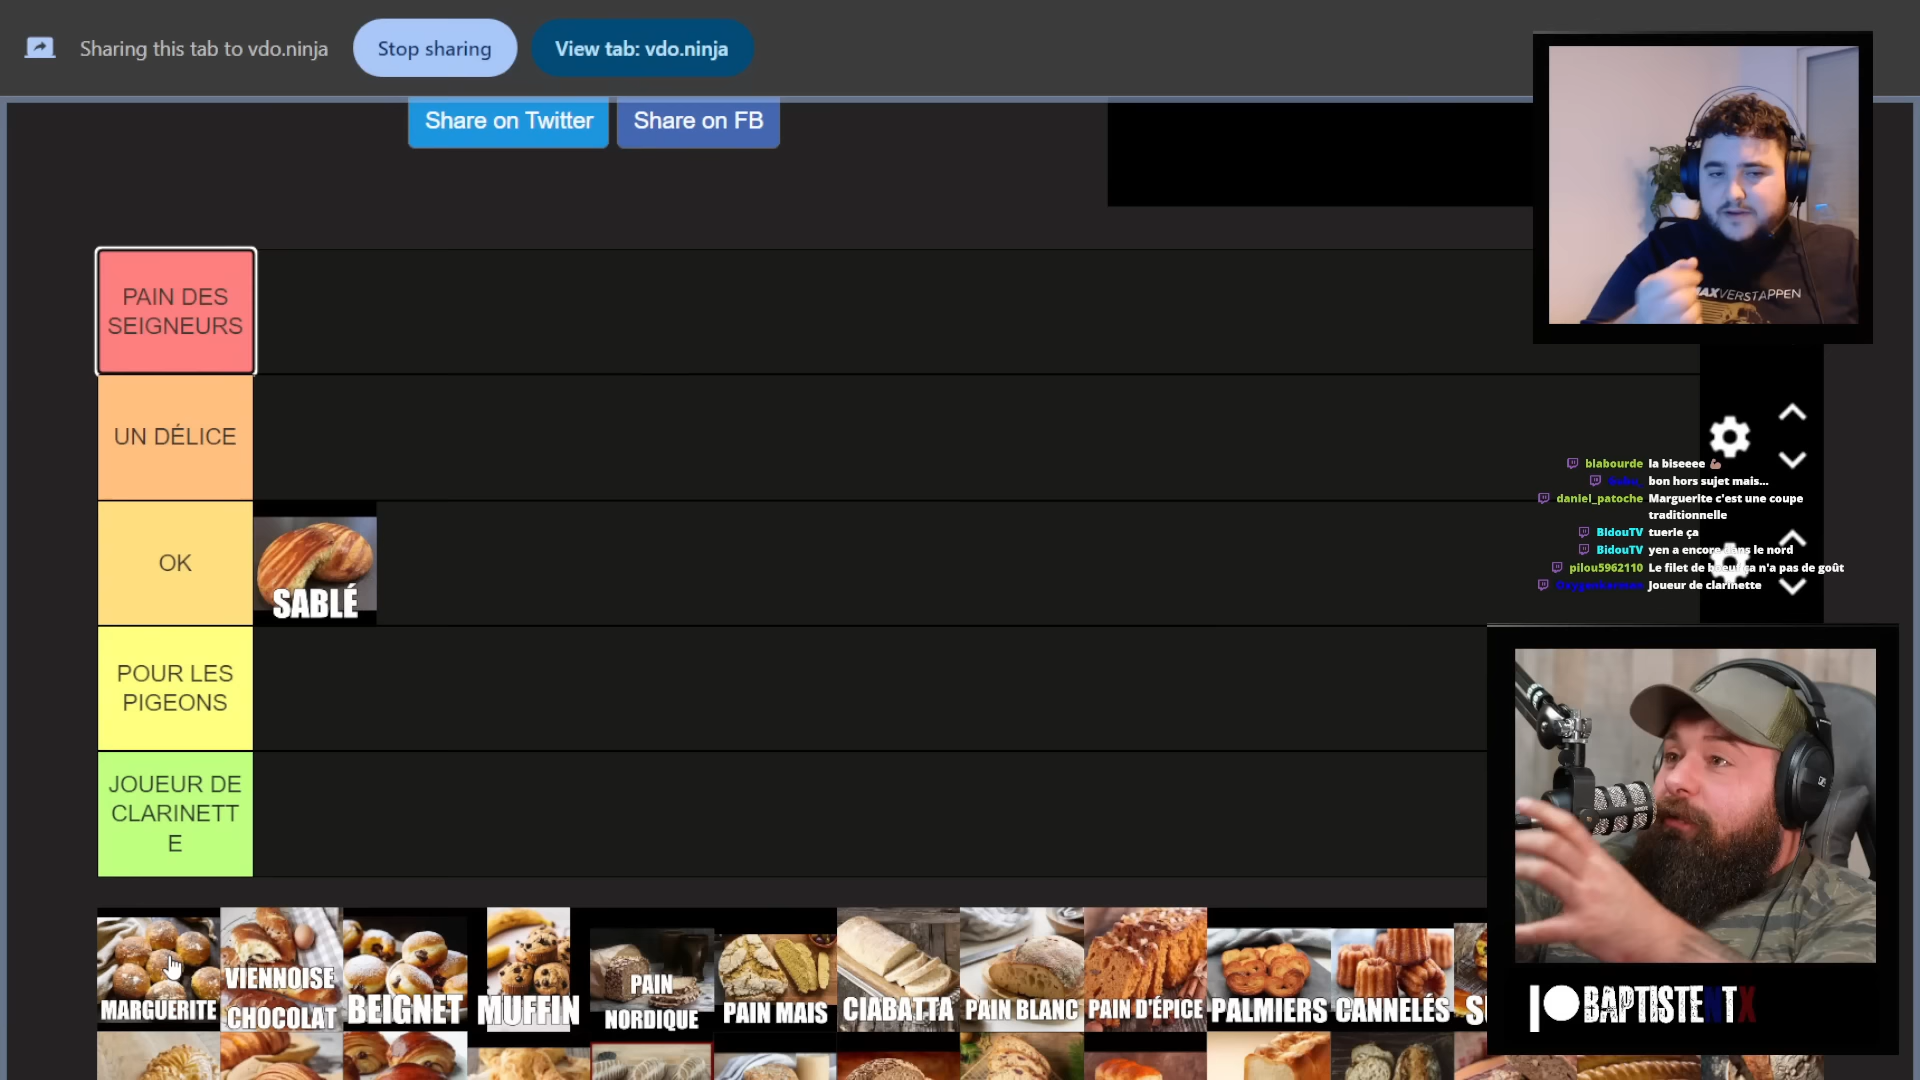 Sharing this tab to vdo.ninja
Stop sharing
View tab: vdo.ninja
Share on Twitter
Share on FB
MAXVERSTAPPEN
PAIN DES
SEIGNEURS
UN DÉLICE
OK
SABLÉ
POUR LES
PIGEONS
JOUEUR DE
CLARINETT
E
blabourde la biseeee
bon hors sujet mais...
daniel_patoche Marguerite c'est une coupe
traditionnelle
BidouTV tuerie ça
BidouTV yen a encore dans le nord
pilou5962110 Le filet de boeuf ca n'a pas de goût
Joueur de clarinette
MARGUERITE
VIENNOISE
CHOCOLAT
BEIGNET
MUFFIN
PAIN
NORDIQUE
PAIN MAIS
CIABATTA
PAIN BLANC
PAIN D'ÉPICE
PALMIERS
CANNELÉS
BAPTISTENTX